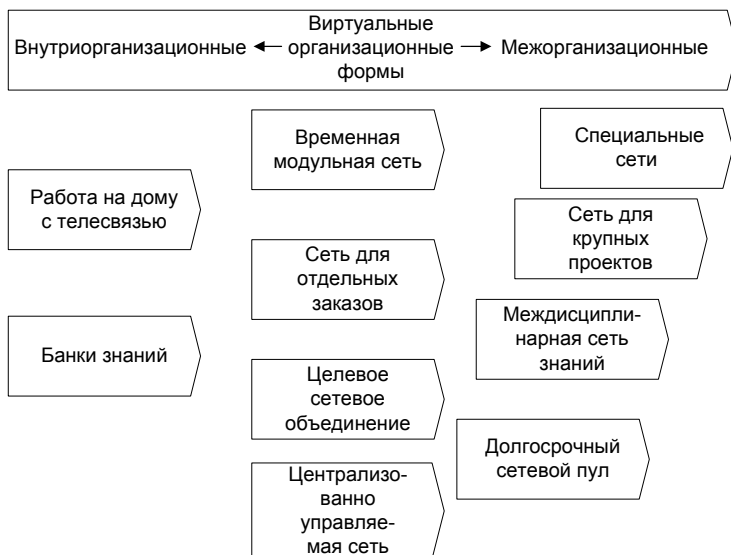 Внутриорганизационные
Виртуальные
организационные
формы
Межорганизационные
Временная
модульная сеть
Специальные
сети
Работа на дому
с телесвязью
Сеть для
крупных
проектов
Сеть для
отдельных
заказов
Междисципли-
нарная сеть
знаний
Банки знаний
Целевое
сетевое
объединение
Долгосрочный
сетевой пул
Централизо-
ванно
управляе-
мая сеть